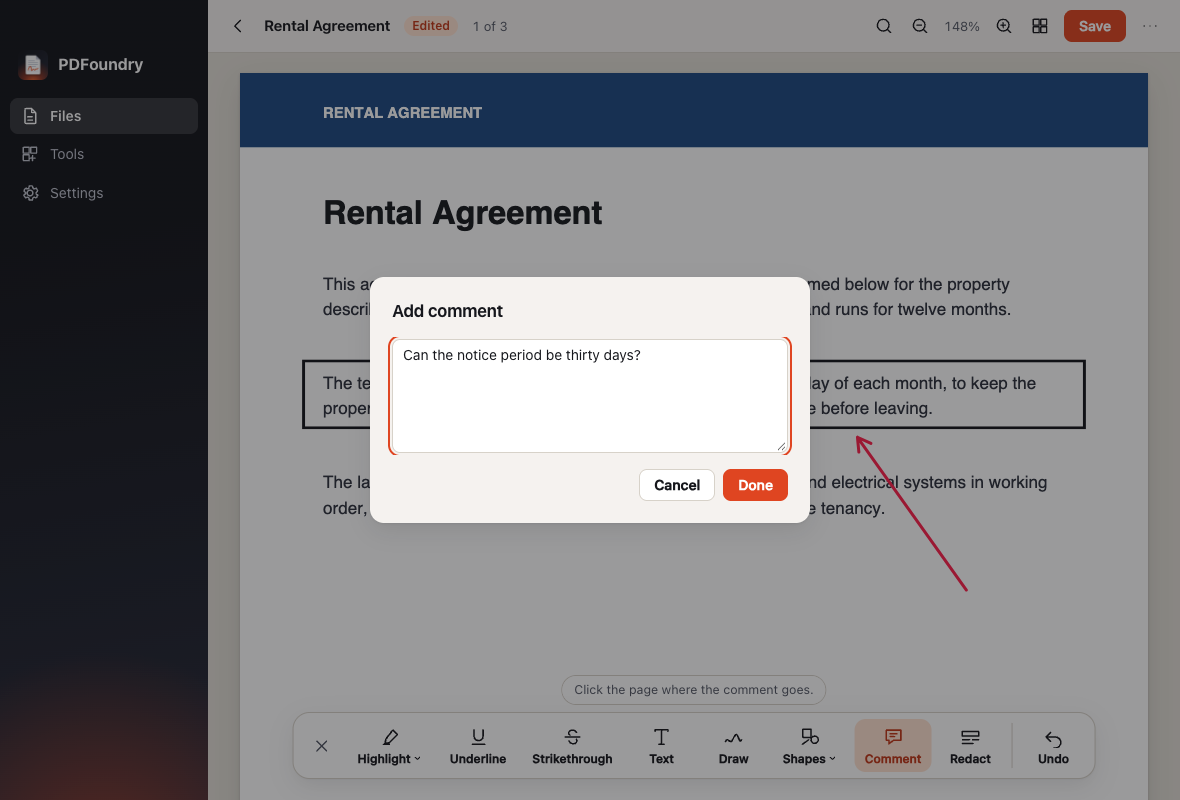 PDFoundry
Files
Tools
Settings
Rental Agreement Edited 1 of 3
148% Save
RENTAL AGREEMENT
Rental Agreement
This a med below for the property
descri nd runs for twelve months.
Add comment
Can the notice period be thirty days?
Cancel Done
The te lay of each month, to keep the
proper e before leaving.
The la nd electrical systems in working
order, e tenancy.
Click the page where the comment goes.
Highlight Underline Strikethrough Text Draw Shapes Comment Redact Undo